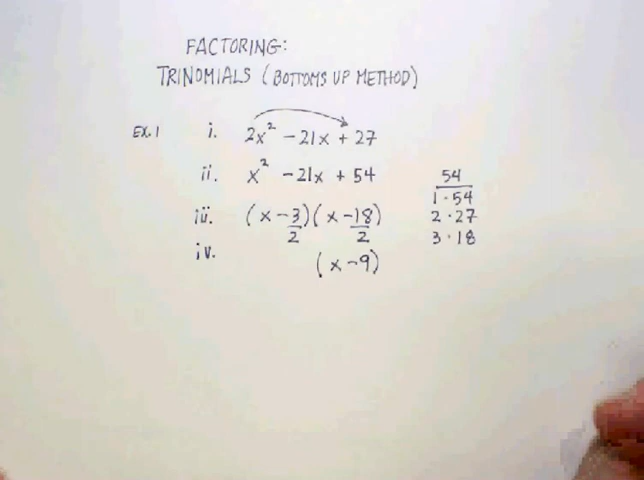 FACTORING:
TRINOMIALS (BOTTOMS UP METHOD)
EX.1 i. 2x² - 21x + 27
ii. x² - 21x + 54
iii. (x - 3/2)(x - 18/2)
iv. (x - 9)
54
1 · 54
2 · 27
3 · 18